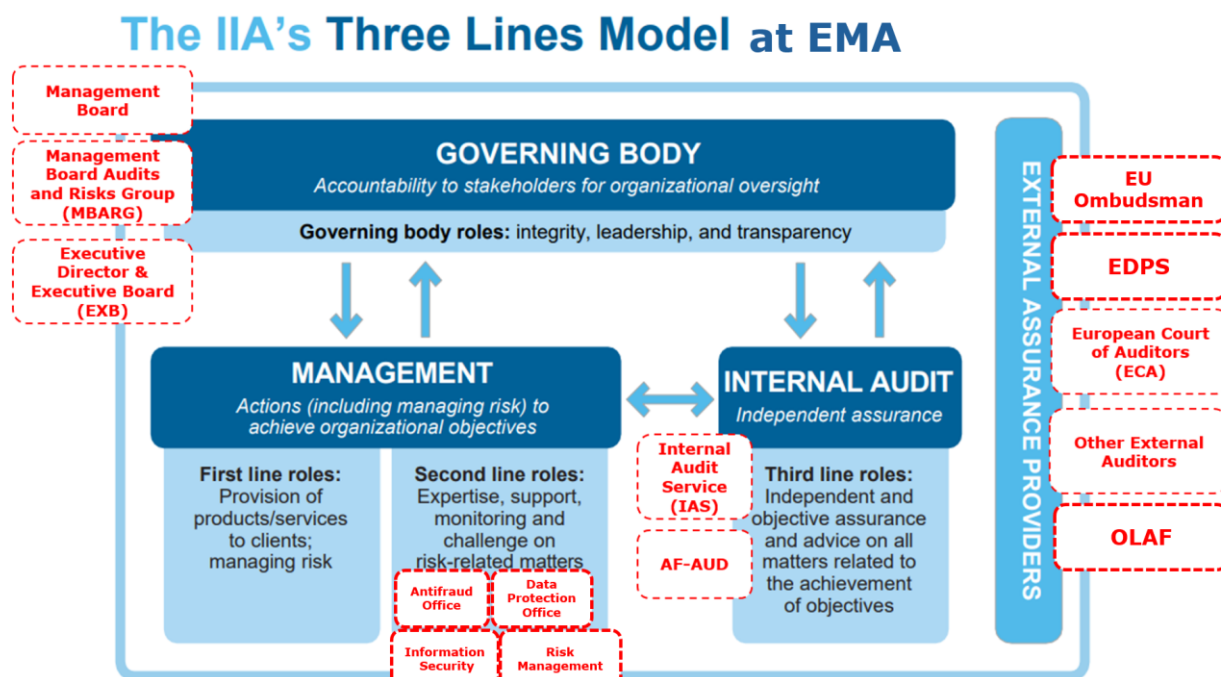 The IIA's Three Lines Model at EMA
Management
Board
Management
Board Audits
and Risks Group
(MBARG)
Executive
Director &
Executive Board
(EXB)
GOVERNING BODY
Accountability to stakeholders for organizational oversight
Governing body roles: integrity, leadership, and transparency
MANAGEMENT
Actions (including managing risk) to
achieve organizational objectives
First line roles:
Provision of
products/services
to clients;
managing risk
Second line roles:
Expertise, support,
monitoring and
challenge on
risk-related matters
Antifraud
Office
Data
Protection
Office
Information
Security
Risk
Management
INTERNAL AUDIT
Independent assurance
Internal
Audit
Service
(IAS)
AF-AUD
Third line roles:
Independent and
objective assurance
and advice on all
matters related to
the achievement
of objectives
EXTERNAL ASSURANCE PROVIDERS
EU
Ombudsman
EDPS
European Court
of Auditors
(ECA)
Other External
Auditors
OLAF